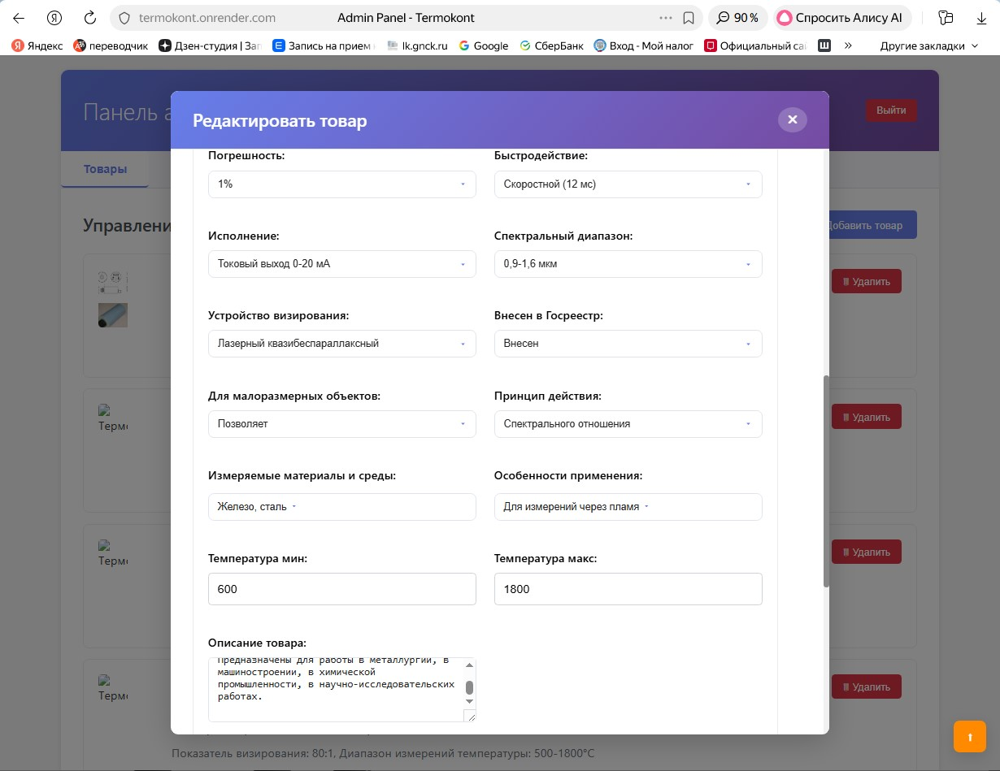 termokont.onrender.com
Admin Panel - Termokont
90 %
Спросить Алису AI
Яндекс
переводчик
Дзен-студия | Зап
Запись на прием
lk.gnck.ru
Google
СберБанк
Вход - Мой налог
Официальный са
Другие закладки
Панель а
Выйти
Редактировать товар
Товары
Погрешность:
Быстродействие:
1%
Скоростной (12 мс)
Управлени
Добавить товар
Исполнение:
Спектральный диапазон:
Токовый выход 0-20 мА
0,9-1,6 мкм
Удалить
Устройство визирования:
Внесен в Госреестр:
Лазерный квазибеспараллаксный
Внесен
Для малоразмерных объектов:
Принцип действия:
Позволяет
Спектрального отношения
Термо
Удалить
Измеряемые материалы и среды:
Особенности применения:
Железо, сталь
Для измерений через пламя
Температура мин:
Температура макс:
Термо
Удалить
600
1800
Описание товара:
Предназначены для работы в металлургии, в
машиностроении, в химической
промышленности, в научно-исследовательских
работах.
Термо
Удалить
Показатель визирования: 80:1, Диапазон измерений температуры: 500-1800°C